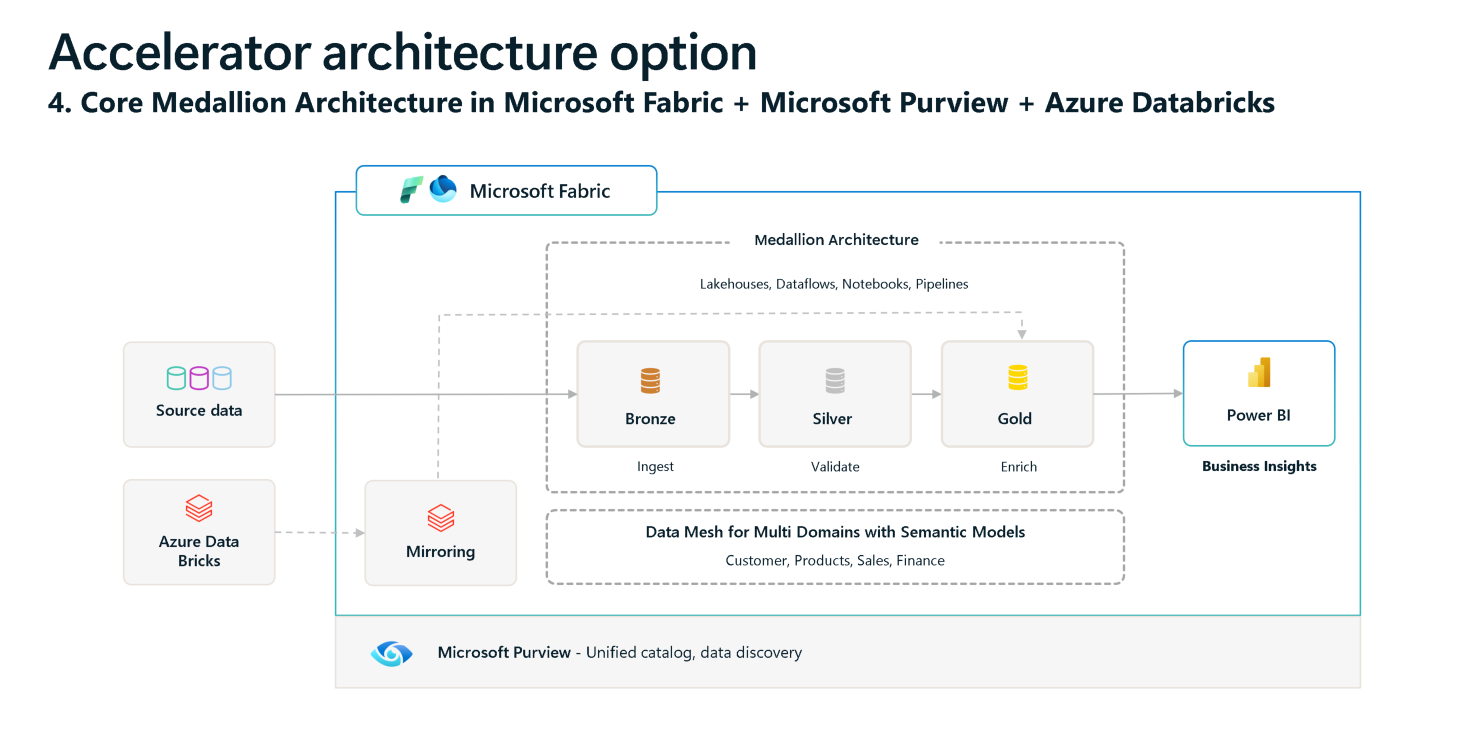 Accelerator architecture option
4. Core Medallion Architecture in Microsoft Fabric + Microsoft Purview + Azure Databricks
Microsoft Fabric
Medallion Architecture
Lakehouses, Dataflows, Notebooks, Pipelines
Source data
Bronze
Silver
Gold
Power BI
Ingest
Validate
Enrich
Business Insights
Azure Data
Bricks
Mirroring
Data Mesh for Multi Domains with Semantic Models
Customer, Products, Sales, Finance
Microsoft Purview - Unified catalog, data discovery